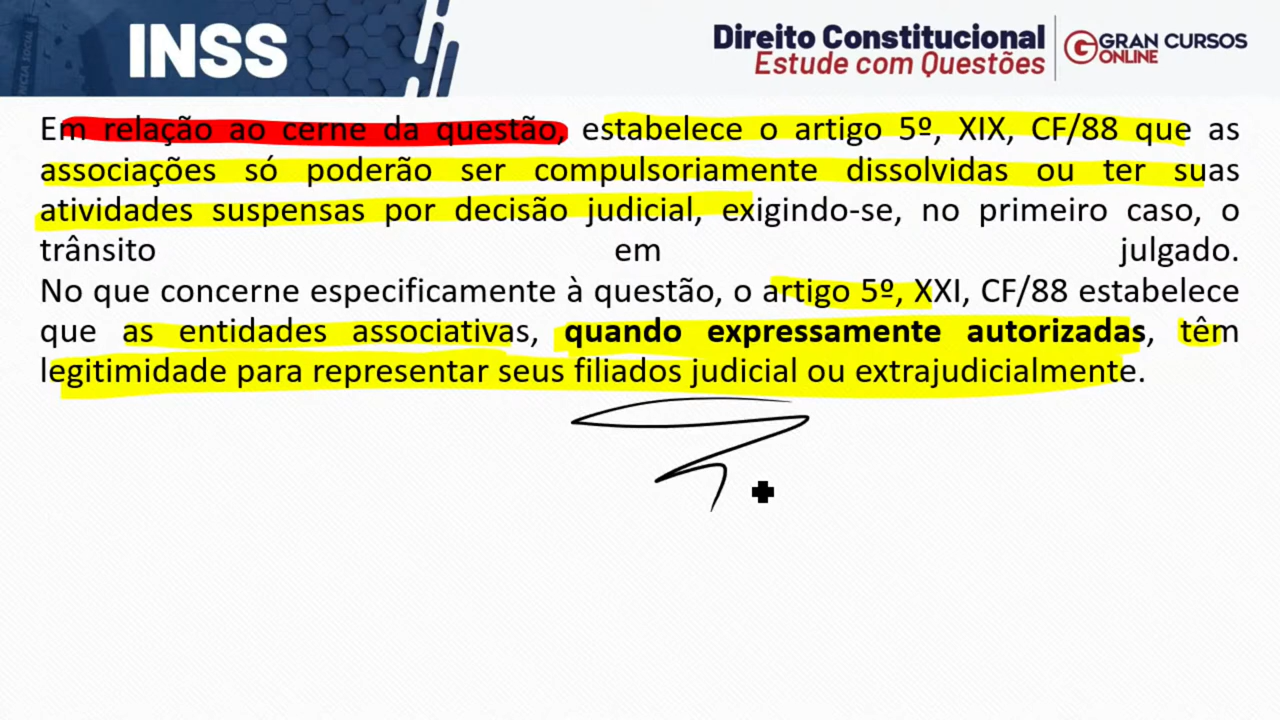 INSS
Direito Constitucional
Estude com Questões
GRAN CURSOS
ONLINE
Em relação ao cerne da questão, estabelece o artigo 5º, XIX, CF/88 que as
associações só poderão ser compulsoriamente dissolvidas ou ter suas
atividades suspensas por decisão judicial, exigindo-se, no primeiro caso, o
trânsito em julgado.
No que concerne especificamente à questão, o artigo 5º, XXI, CF/88 estabelece
que as entidades associativas, quando expressamente autorizadas, têm
legitimidade para representar seus filiados judicial ou extrajudicialmente.